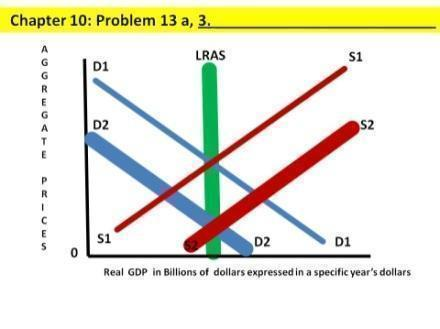 Chapter 10: Problem 13 a, 3.
AGGREGATE PRICES
D1
LRAS
S1
D2
S2
S1
S2
D2
D1
0
Real GDP in Billions of dollars expressed in a specific year's dollars